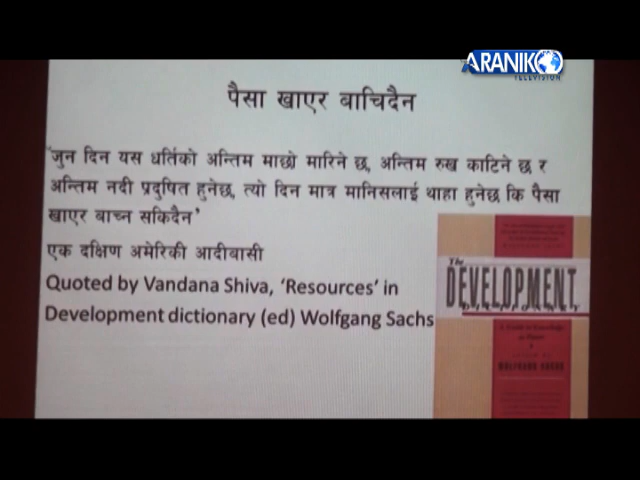 ARANIKO
TELEVISION
पैसा खाएर बाचिदैन
'जुन दिन यस धर्तिको अन्तिम माछो मारिने छ, अन्तिम रुख काटिने छ र
अन्तिम नदी प्रदुषित हुनेछ, त्यो दिन मात्र मानिसलाई थाहा हुनेछ कि पैसा
खाएर बाच्न सकिदैन'
एक दक्षिण अमेरिकी आदीबासी
Quoted by Vandana Shiva, 'Resources' in
Development dictionary (ed) Wolfgang Sachs
The
DEVELOPMENT
WOLFGANG SACHS